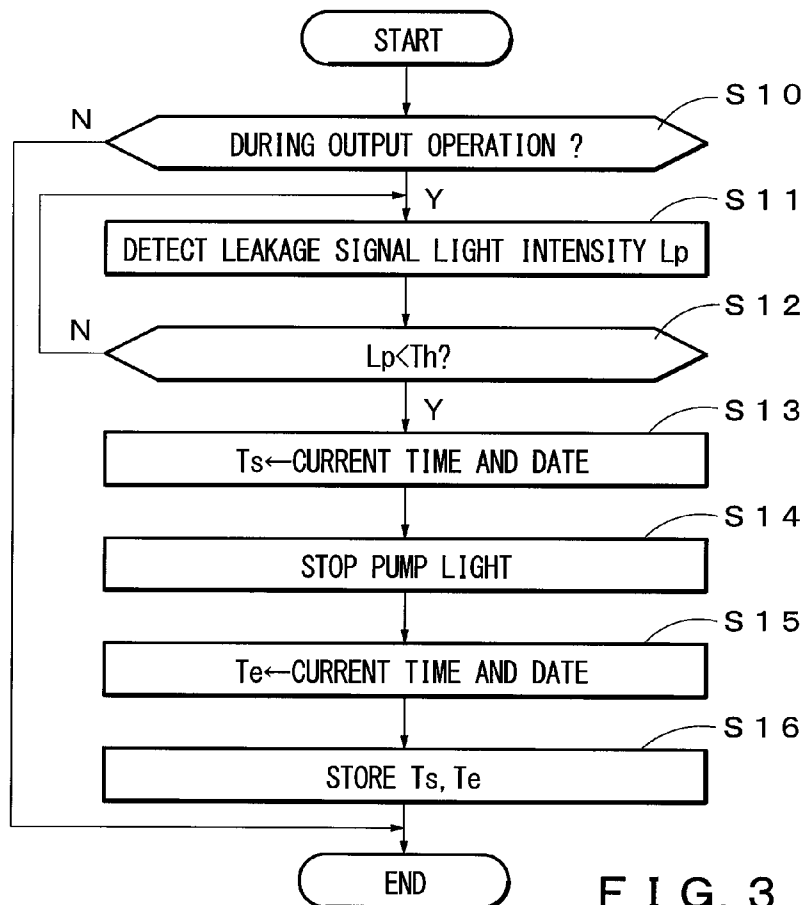 START
S10
N
DURING OUTPUT OPERATION ?
Y
S11
DETECT LEAKAGE SIGNAL LIGHT INTENSITY Lp
S12
N
Lp<Th?
Y
S13
Ts←CURRENT TIME AND DATE
S14
STOP PUMP LIGHT
S15
Te←CURRENT TIME AND DATE
S16
STORE Ts, Te
END
FIG. 3